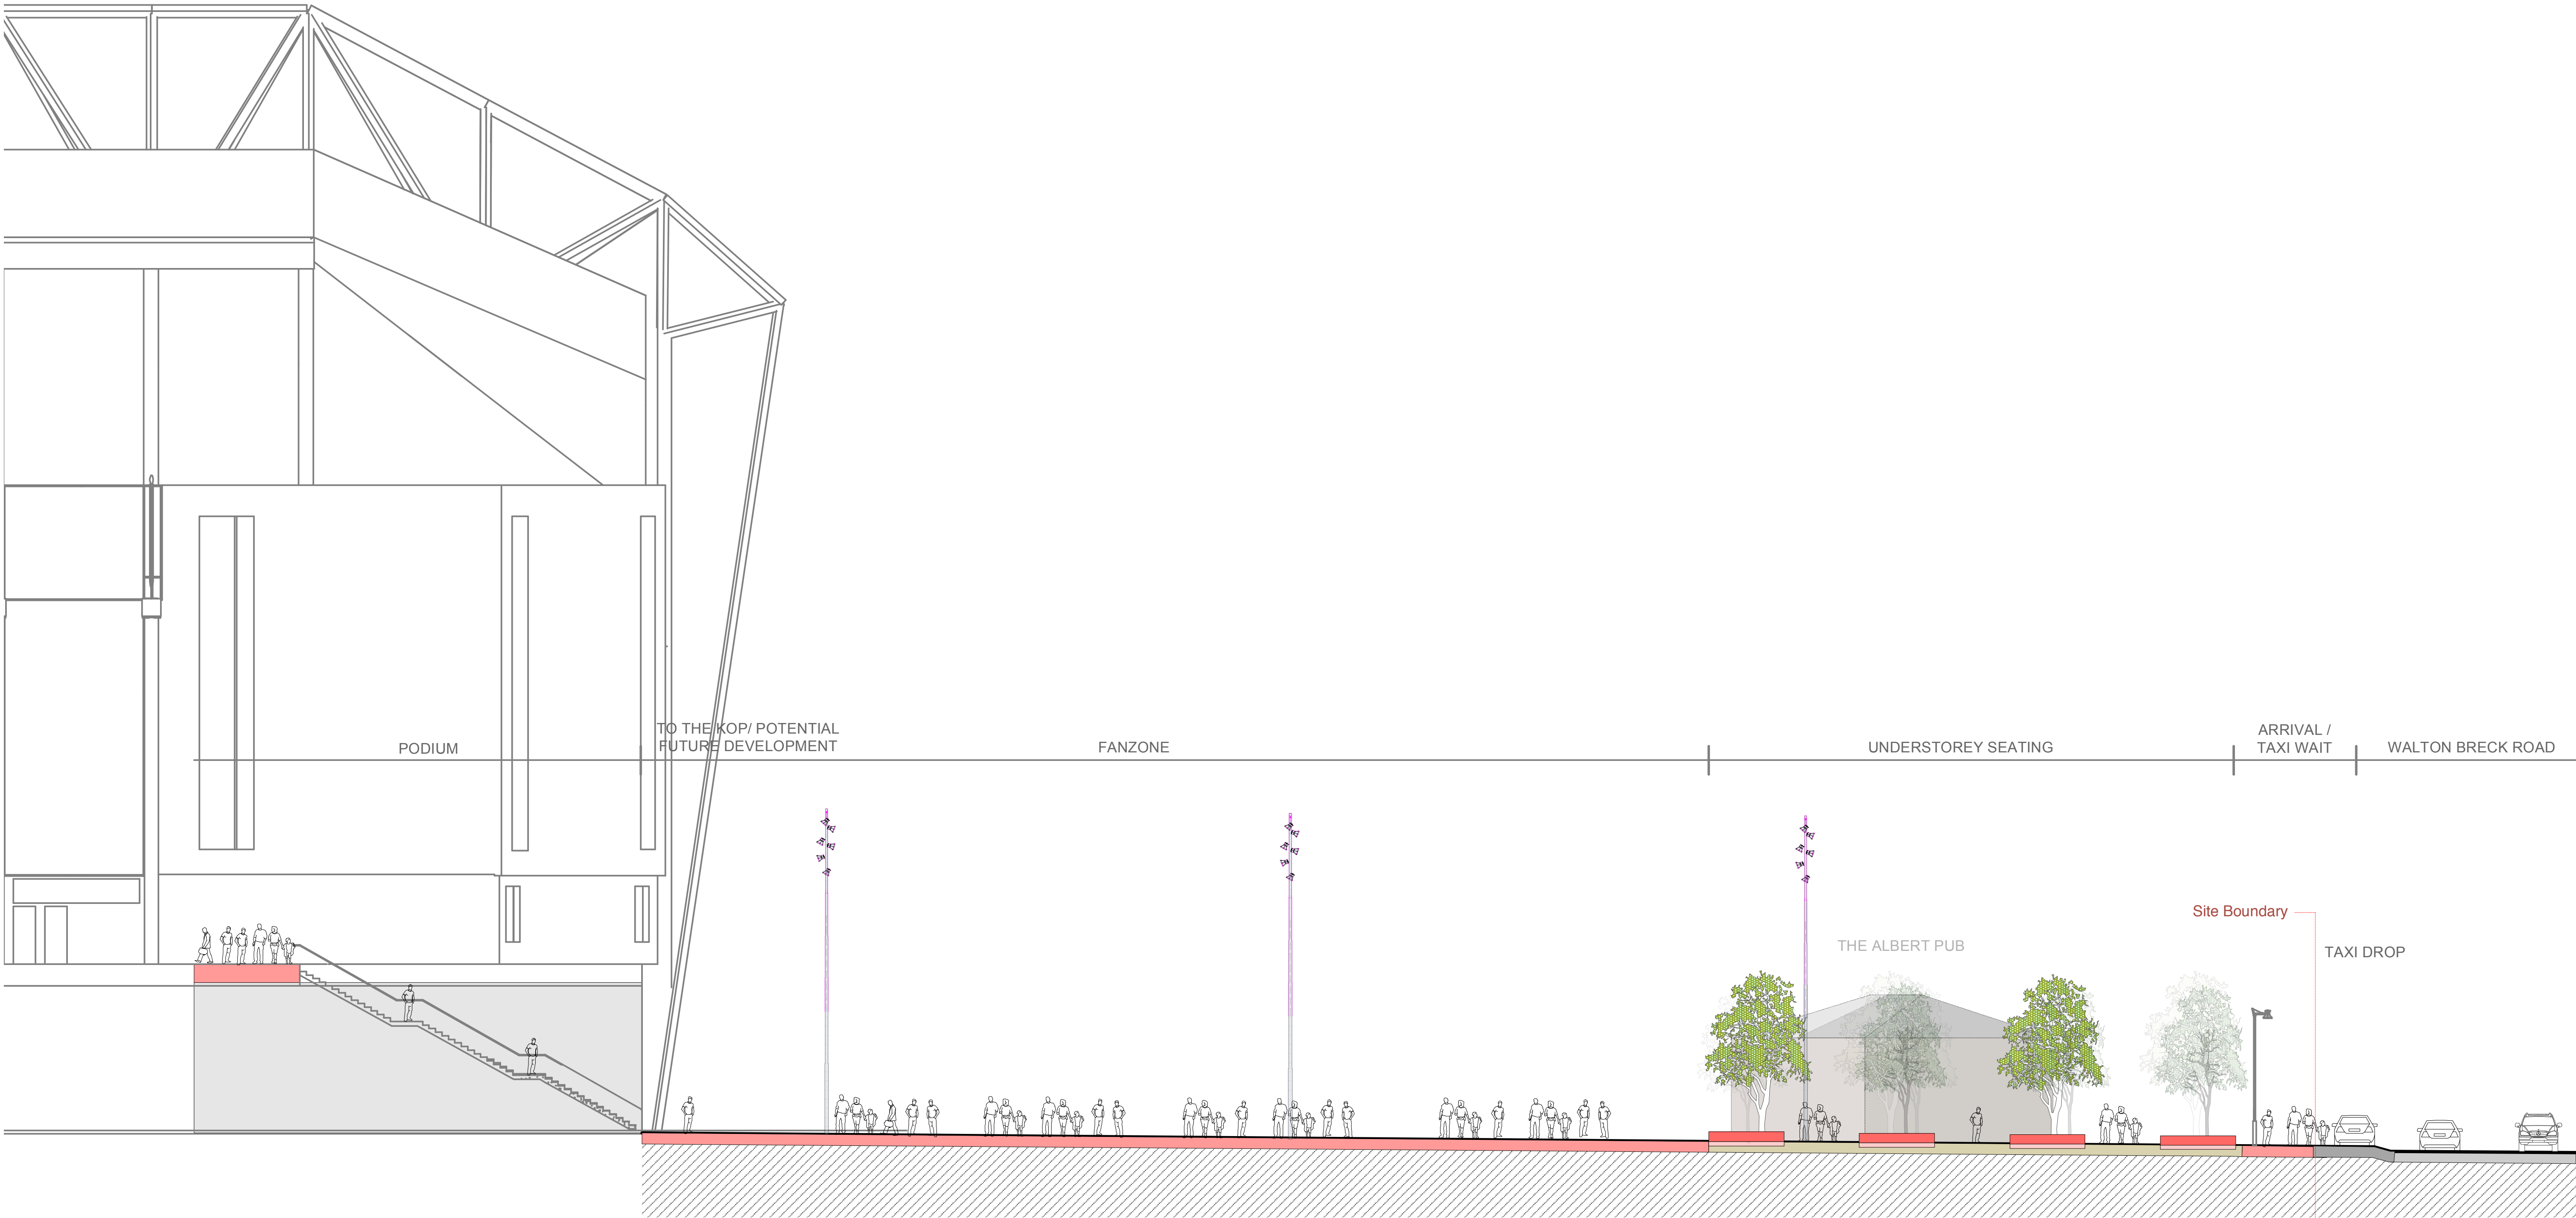 PODIUM
TO THE KOP/ POTENTIAL
FUTURE DEVELOPMENT
FANZONE
UNDERSTOREY SEATING
ARRIVAL /
TAXI WAIT
WALTON BRECK ROAD
Site Boundary
THE ALBERT PUB
TAXI DROP